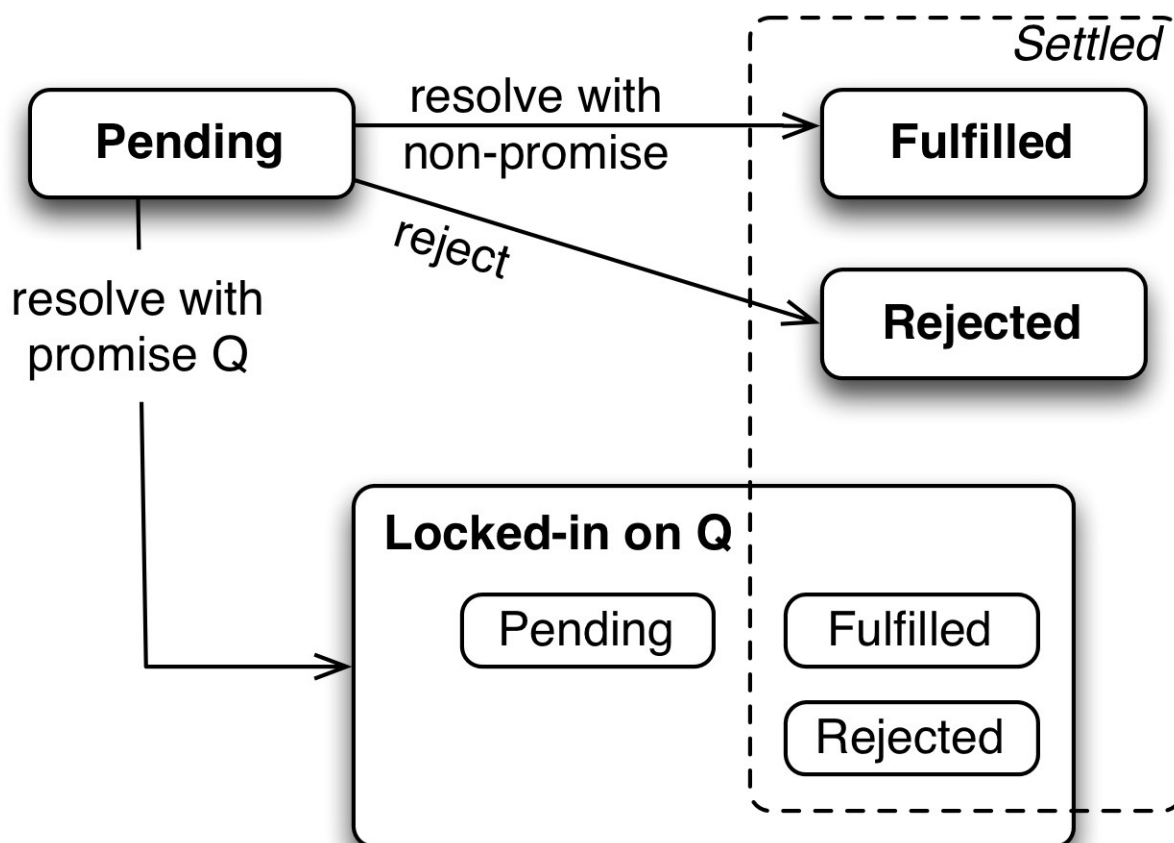 Settled
Pending
resolve with
non-promise
Fulfilled
reject
Rejected
resolve with
promise Q
Locked-in on Q
Pending
Fulfilled
Rejected